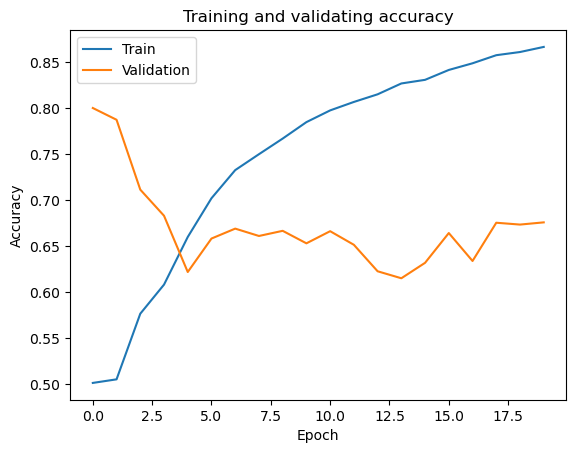 Training and validating accuracy
Train
Validation
Accuracy
0.85
0.80
0.75
0.70
0.65
0.60
0.55
0.50
0.0 2.5 5.0 7.5 10.0 12.5 15.0 17.5
Epoch